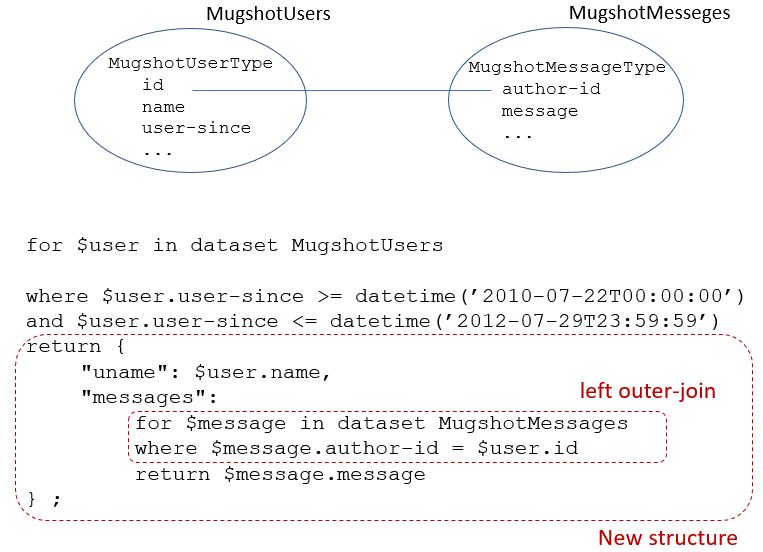 MugshotUsers
MugshotMesseges
MugshotUserType
id
name
user-since
...
MugshotMessageType
author-id
message
...
for $user in dataset MugshotUsers
where $user.user-since >= datetime(’2010-07-22T00:00:00’)
and $user.user-since <= datetime(’2012-07-29T23:59:59’)
return {
"uname": $user.name,
left outer-join
"messages":
for $message in dataset MugshotMessages
where $message.author-id = $user.id
return $message.message
} ;
New structure